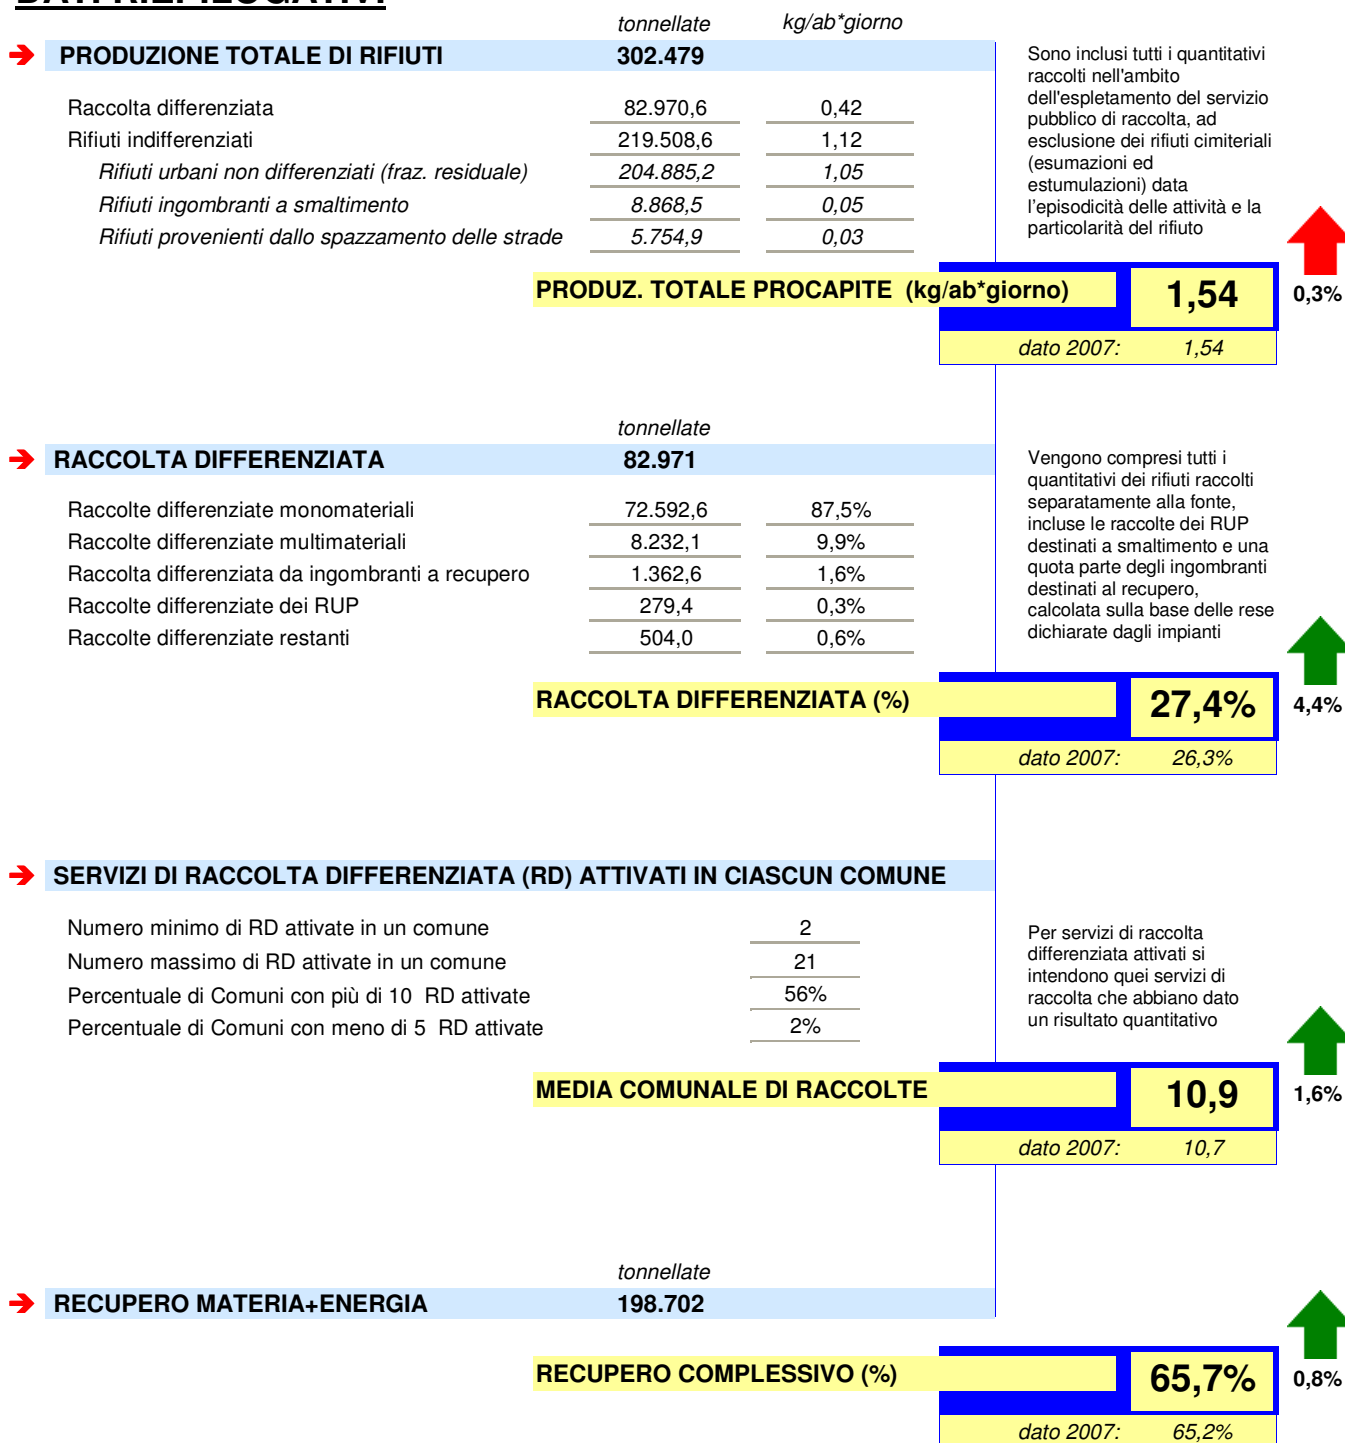 DATI RIEPILOGATIVI
tonnellate kg/ab*giorno
PRODUZIONE TOTALE DI RIFIUTI 302.479
Raccolta differenziata 82.970,6 0,42
Rifiuti indifferenziati 219.508,6 1,12
Rifiuti urbani non differenziati (fraz. residuale) 204.885,2 1,05
Rifiuti ingombranti a smaltimento 8.868,5 0,05
Rifiuti provenienti dallo spazzamento delle strade 5.754,9 0,03
Sono inclusi tutti i quantitativi
raccolti nell'ambito
dell'espletamento del servizio
pubblico di raccolta, ad
esclusione dei rifiuti cimiteriali
(esumazioni ed
estumulazioni) data
l'episodicità delle attività e la
particolarità del rifiuto
PRODUZ. TOTALE PROCAPITE (kg/ab*giorno) 1,54 0,3%
dato 2007: 1,54
tonnellate
RACCOLTA DIFFERENZIATA 82.971
Raccolte differenziate monomateriali 72.592,6 87,5%
Raccolte differenziate multimateriali 8.232,1 9,9%
Raccolta differenziata da ingombranti a recupero 1.362,6 1,6%
Raccolte differenziate dei RUP 279,4 0,3%
Raccolte differenziate restanti 504,0 0,6%
Vengono compresi tutti i
quantitativi dei rifiuti raccolti
separatamente alla fonte,
incluse le raccolte dei RUP
destinati a smaltimento e una
quota parte degli ingombranti
destinati al recupero,
calcolata sulla base delle rese
dichiarate dagli impianti
RACCOLTA DIFFERENZIATA (%) 27,4% 4,4%
dato 2007: 26,3%
SERVIZI DI RACCOLTA DIFFERENZIATA (RD) ATTIVATI IN CIASCUN COMUNE
Numero minimo di RD attivate in un comune 2
Numero massimo di RD attivate in un comune 21
Percentuale di Comuni con più di 10 RD attivate 56%
Percentuale di Comuni con meno di 5 RD attivate 2%
Per servizi di raccolta
differenziata attivati si
intendono quei servizi di
raccolta che abbiano dato
un risultato quantitativo
MEDIA COMUNALE DI RACCOLTE 10,9 1,6%
dato 2007: 10,7
tonnellate
RECUPERO MATERIA+ENERGIA 198.702
RECUPERO COMPLESSIVO (%) 65,7% 0,8%
dato 2007: 65,2%